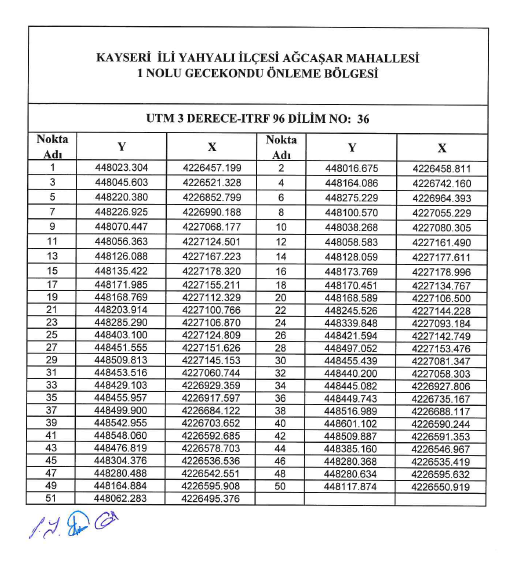 KAYSERİ İLİ YAHYALI İLÇESİ AĞCAŞAR MAHALLESİ
1 NOLU GECEKONDU ÖNLEME BÖLGESİ
UTM 3 DERECE-ITRF 96 DİLİM NO: 36
Nokta Adı Y X Nokta Adı Y X
1 448023.304 4226457.199 2 448016.675 4226458.811
3 448045.603 4226521.328 4 448164.086 4226742.160
5 448220.380 4226852.799 6 448275.229 4226964.393
7 448226.925 4226990.188 8 448100.570 4227055.229
9 448070.447 4227068.177 10 448038.268 4227080.305
11 448056.363 4227124.501 12 448058.583 4227161.490
13 448126.088 4227167.223 14 448128.059 4227177.611
15 448135.422 4227178.320 16 448173.769 4227178.996
17 448171.985 4227155.211 18 448170.451 4227134.767
19 448168.769 4227112.329 20 448168.589 4227106.500
21 448203.914 4227100.766 22 448245.526 4227144.228
23 448285.290 4227106.870 24 448339.848 4227093.184
25 448403.100 4227124.809 26 448421.594 4227142.749
27 448451.555 4227151.626 28 448497.052 4227153.476
29 448509.813 4227145.153 30 448455.439 4227081.347
31 448453.516 4227060.744 32 448440.200 4227058.303
33 448429.103 4226929.359 34 448445.082 4226927.806
35 448455.957 4226917.597 36 448449.743 4226735.167
37 448499.900 4226684.122 38 448516.989 4226688.117
39 448542.955 4226703.652 40 448601.102 4226590.244
41 448548.060 4226592.685 42 448509.887 4226591.353
43 448476.819 4226578.703 44 448385.160 4226546.967
45 448304.376 4226536.536 46 448280.368 4226535.419
47 448280.488 4226542.551 48 448280.634 4226595.632
49 448164.884 4226595.908 50 448117.874 4226550.919
51 448062.283 4226495.376